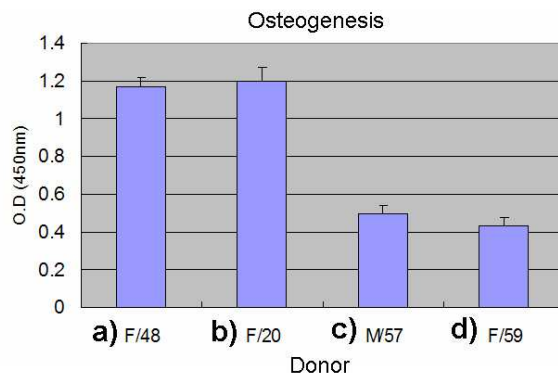 Osteogenesis
1.4
1.2
1
0.8
0.6
0.4
0.2
0
O.D (450nm)
a) F/48 b) F/20 c) M/57 d) F/59
Donor